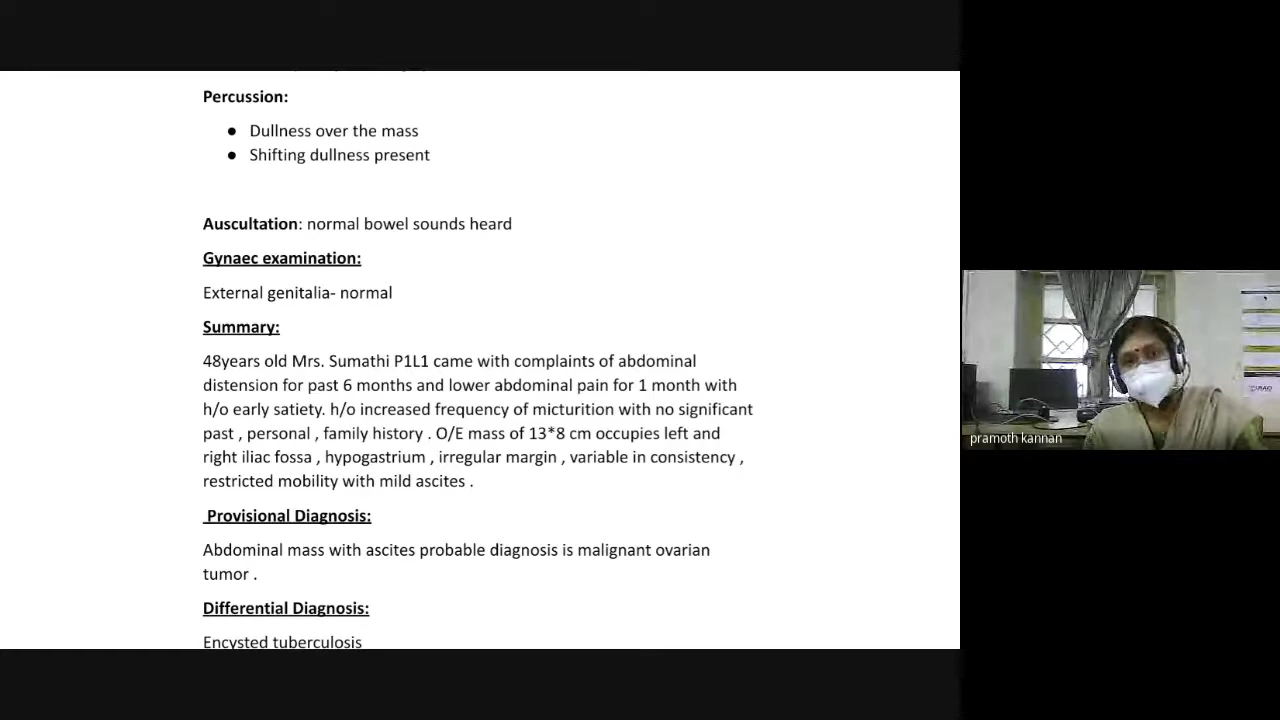 Percussion:
● Dullness over the mass
● Shifting dullness present
Auscultation: normal bowel sounds heard
Gynaec examination:
External genitalia- normal
Summary:
48years old Mrs. Sumathi P1L1 came with complaints of abdominal
distension for past 6 months and lower abdominal pain for 1 month with
h/o early satiety. h/o increased frequency of micturition with no significant
past , personal , family history . O/E mass of 13*8 cm occupies left and
right iliac fossa , hypogastrium , irregular margin , variable in consistency ,
restricted mobility with mild ascites .
Provisional Diagnosis:
Abdominal mass with ascites probable diagnosis is malignant ovarian
tumor .
Differential Diagnosis:
Encysted tuberculosis
pramoth kannan